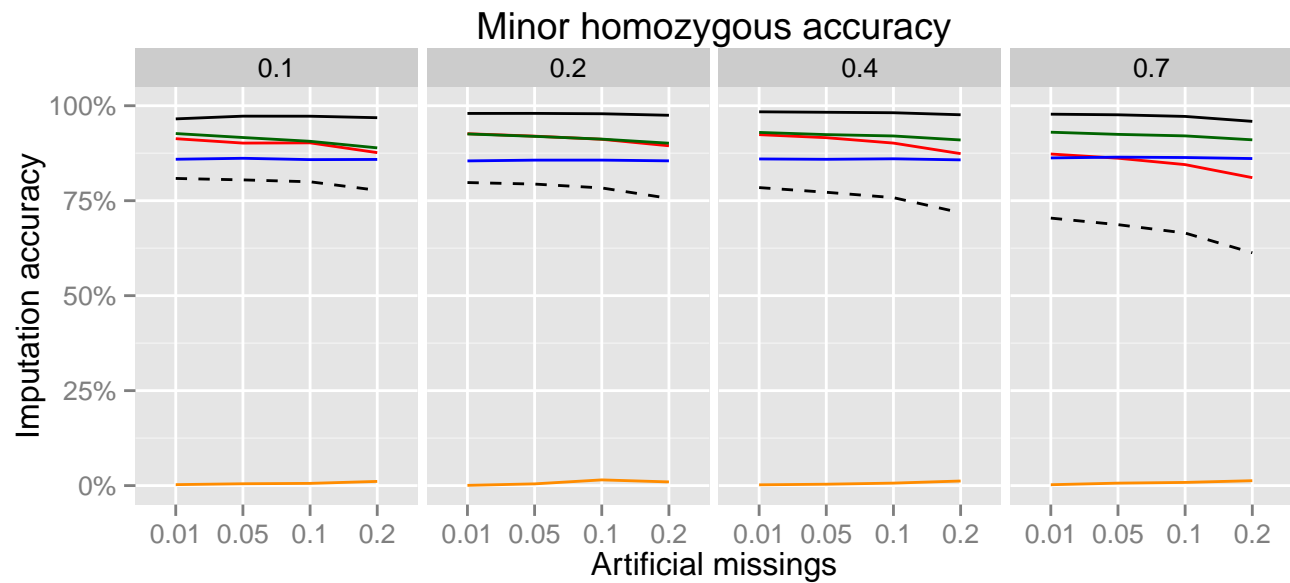 Minor homozygous accuracy
0.1 0.2 0.4 0.7
100%
75%
50%
25%
0%
Imputation accuracy
0.01 0.05 0.1 0.2 0.01 0.05 0.1 0.2 0.01 0.05 0.1 0.2 0.01 0.05 0.1 0.2
Artificial missings